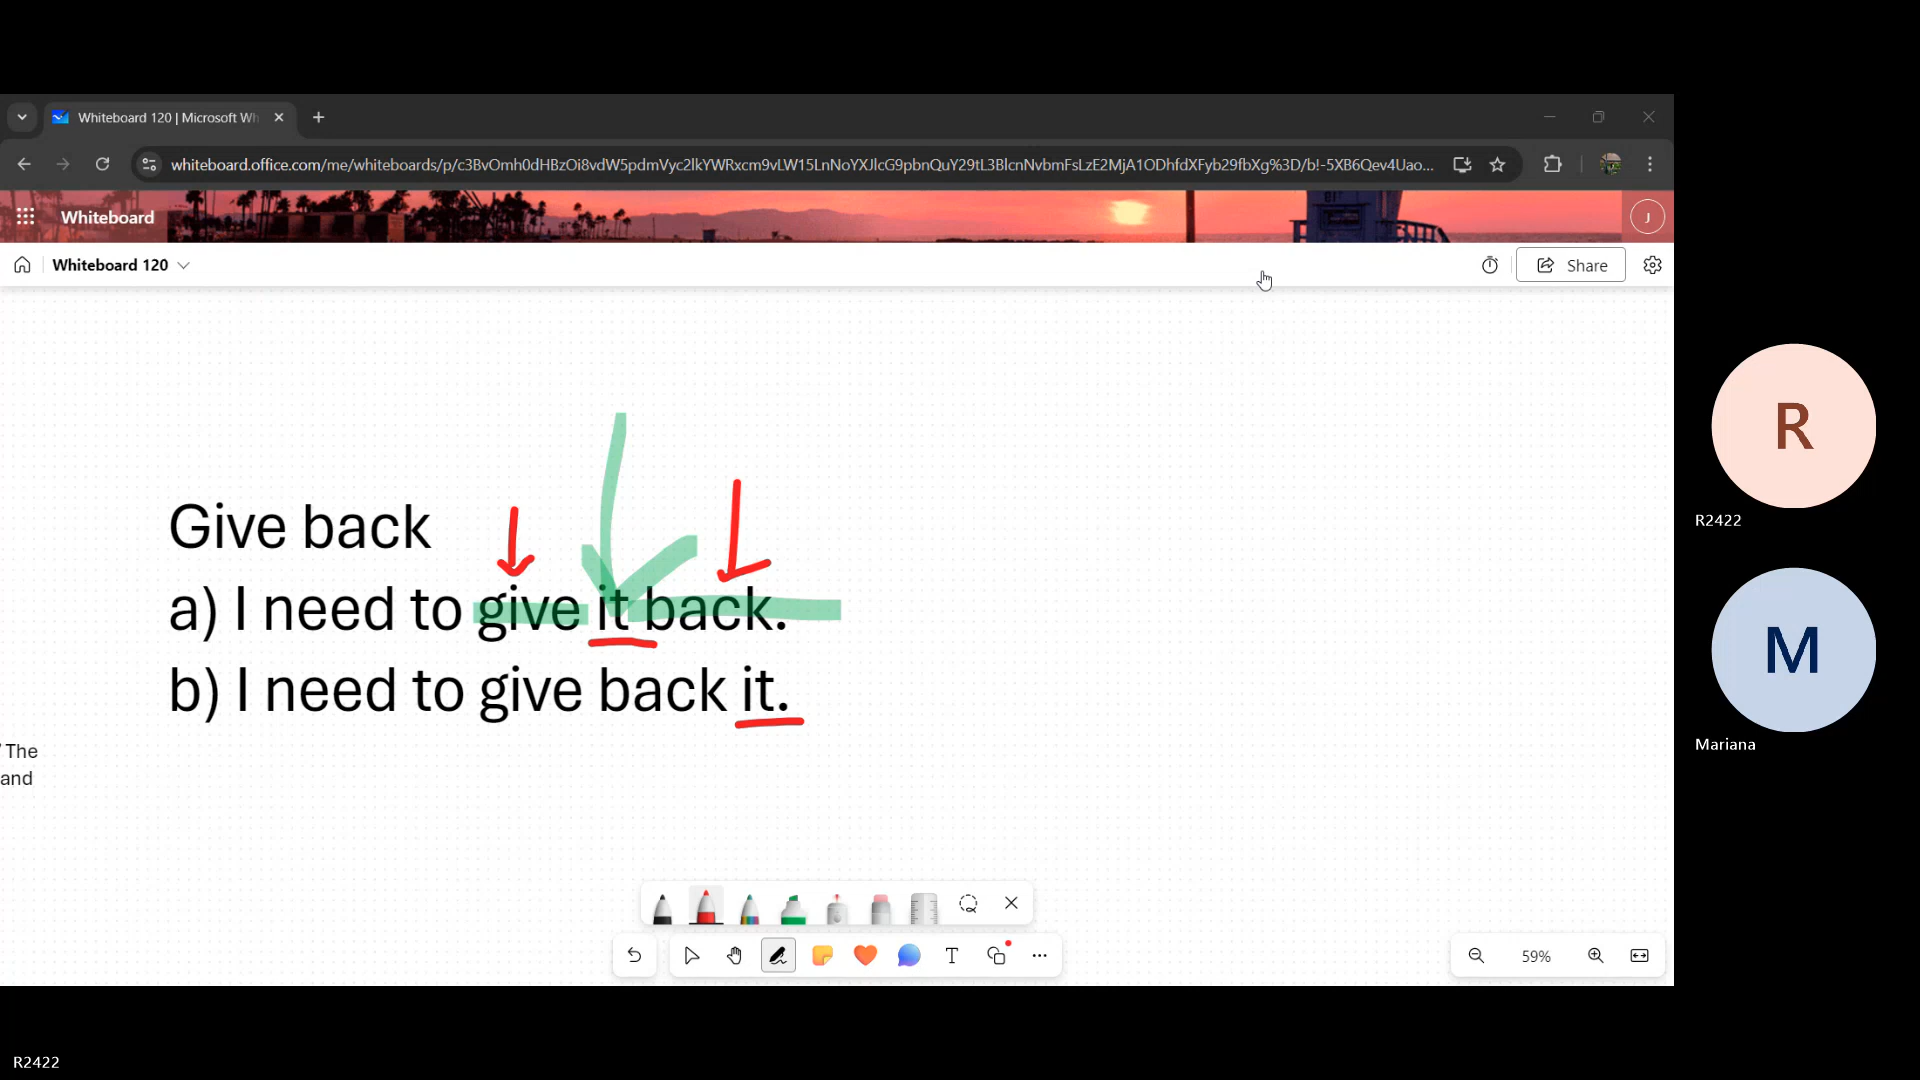 Whiteboard 120 | Microsoft Wh
whiteboard.office.com/me/whiteboards/p/c3BvOmh0dHBzOi8vdW5pdmVyc2lkYWRxcm9vLW15LnNoYXJlcG9pbnQuY29tL3BlcnNvbmFsLzE2MjA1ODhfdXFyb29fbXg%3D/b!-5XB6Qev4Uao...
Whiteboard
J
Whiteboard 120
Share
Give back
a) I need to give it back.
b) I need to give back it.
The
and
59%
R
R2422
M
Mariana
R2422